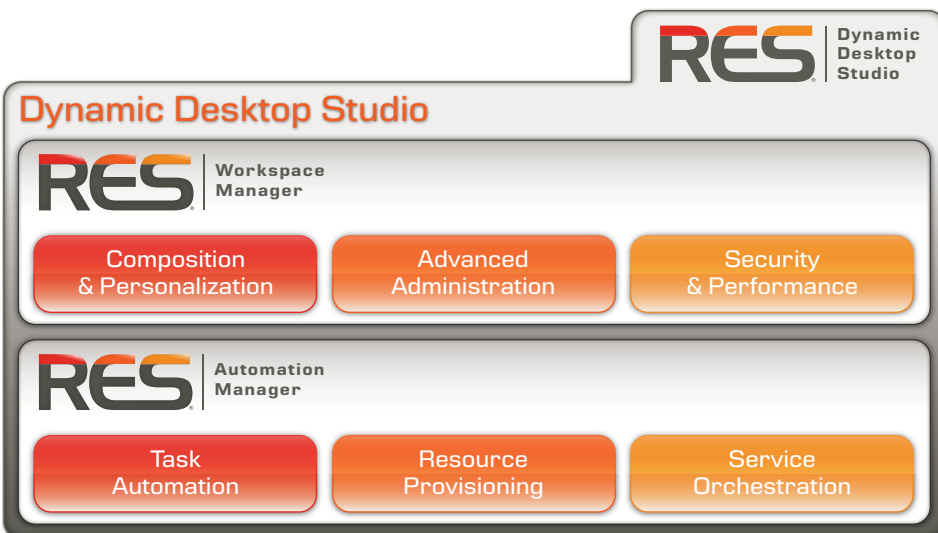 RES
Dynamic
Desktop
Studio
Dynamic Desktop Studio
RES
Workspace
Manager
Composition
& Personalization
Advanced
Administration
Security
& Performance
RES
Automation
Manager
Task
Automation
Resource
Provisioning
Service
Orchestration